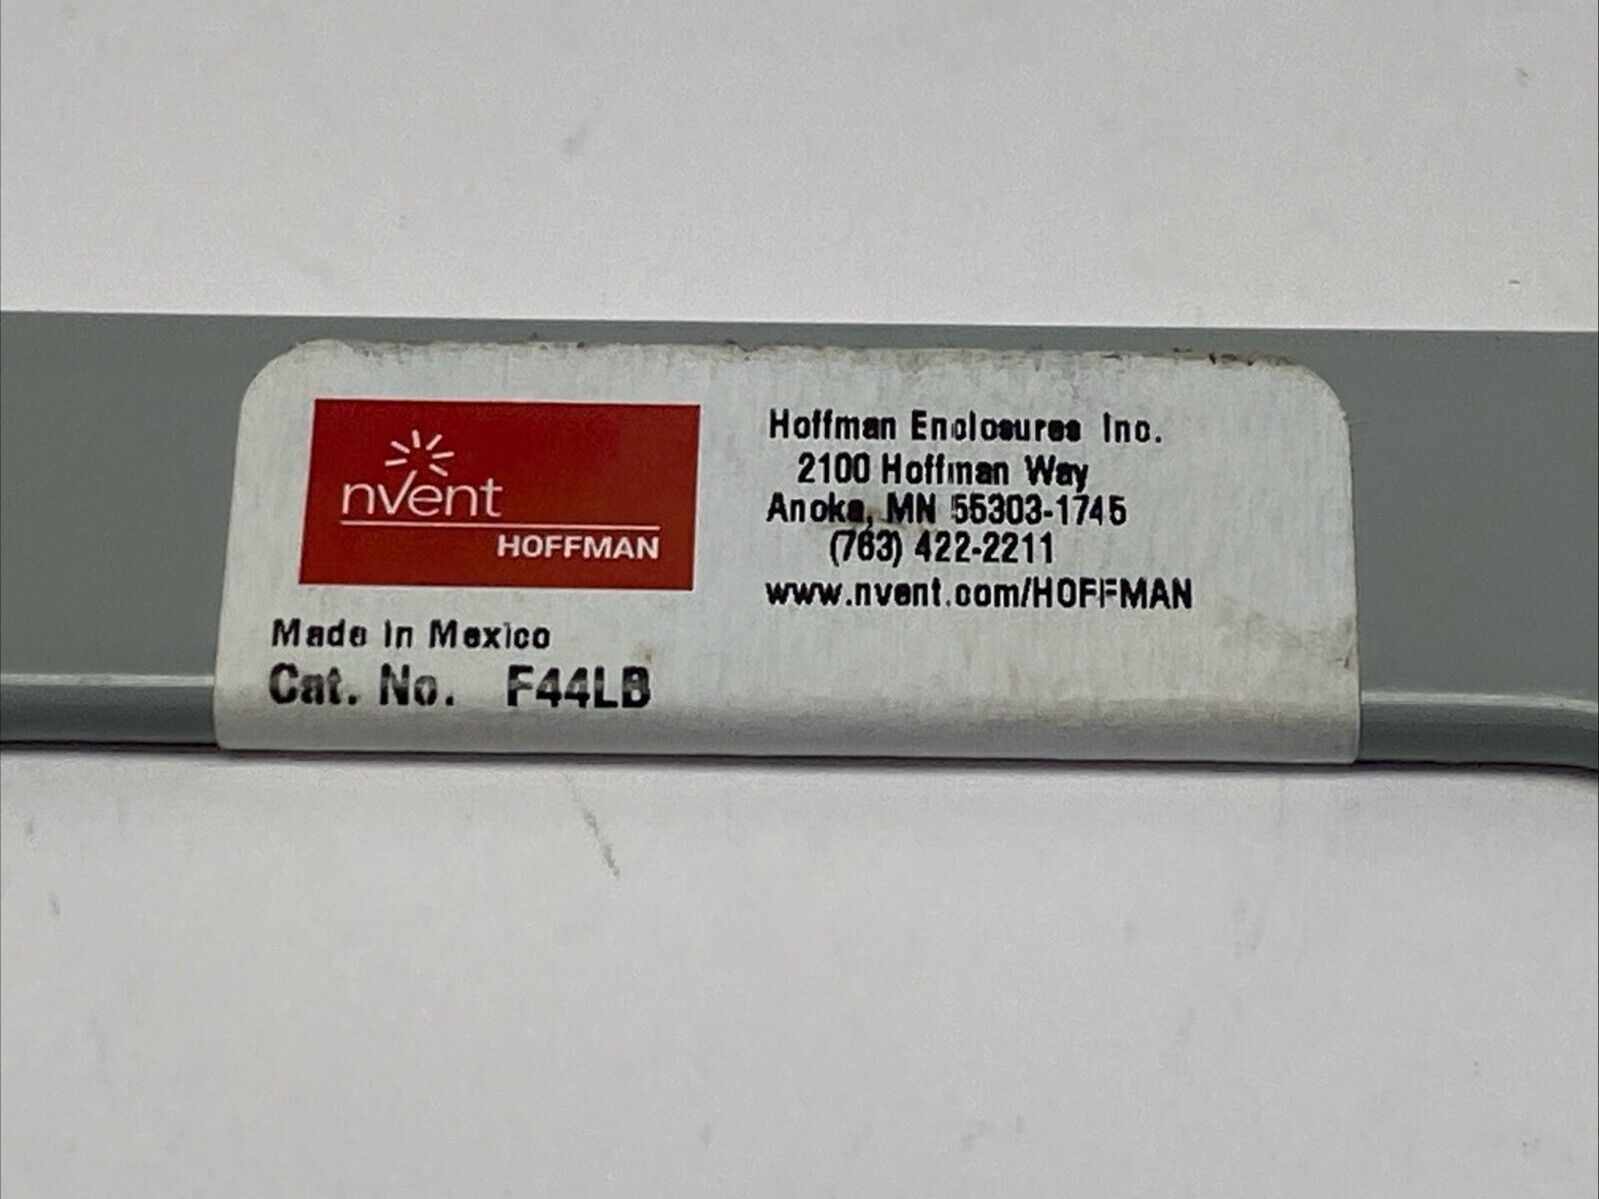 nvent
HOFFMAN
Made in Mexico
Cat. No. F44LB
Hoffman Enclosures Inc.
2100 Hoffman Way
Anoka, MN 55303-1745
(763) 422-2211
www.nvent.com/HOFFMAN